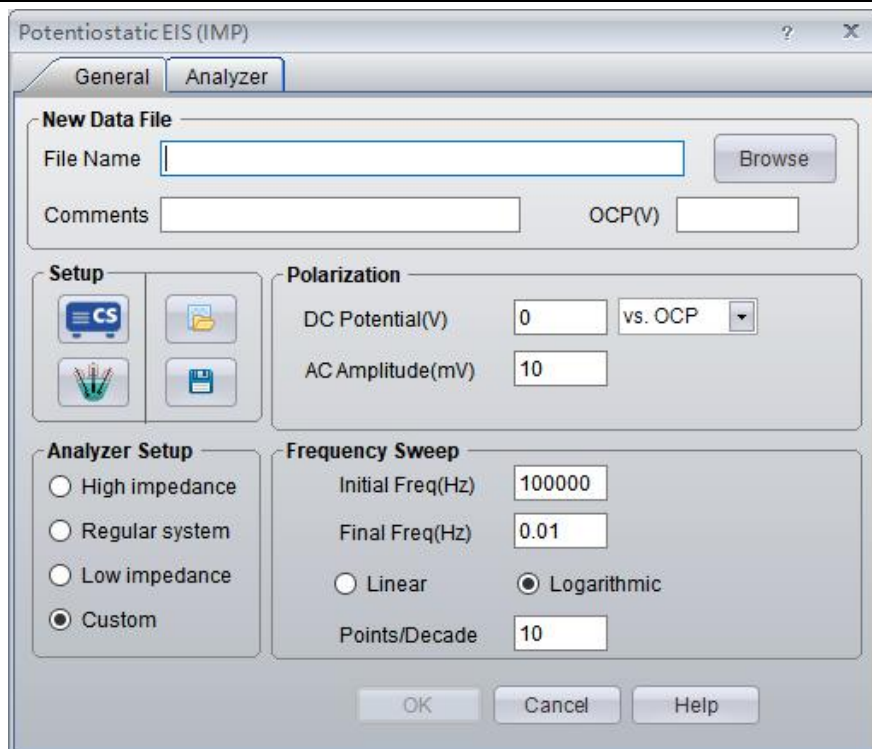 Potentiostatic EIS (IMP)
? X
General Analyzer
New Data File
File Name Browse
Comments OCP(V)
Setup
CS
Polarization
DC Potential(V) 0 vs. OCP
AC Amplitude(mV) 10
Analyzer Setup
High impedance
Regular system
Low impedance
Custom
Frequency Sweep
Initial Freq(Hz) 100000
Final Freq(Hz) 0.01
Linear Logarithmic
Points/Decade 10
OK Cancel Help